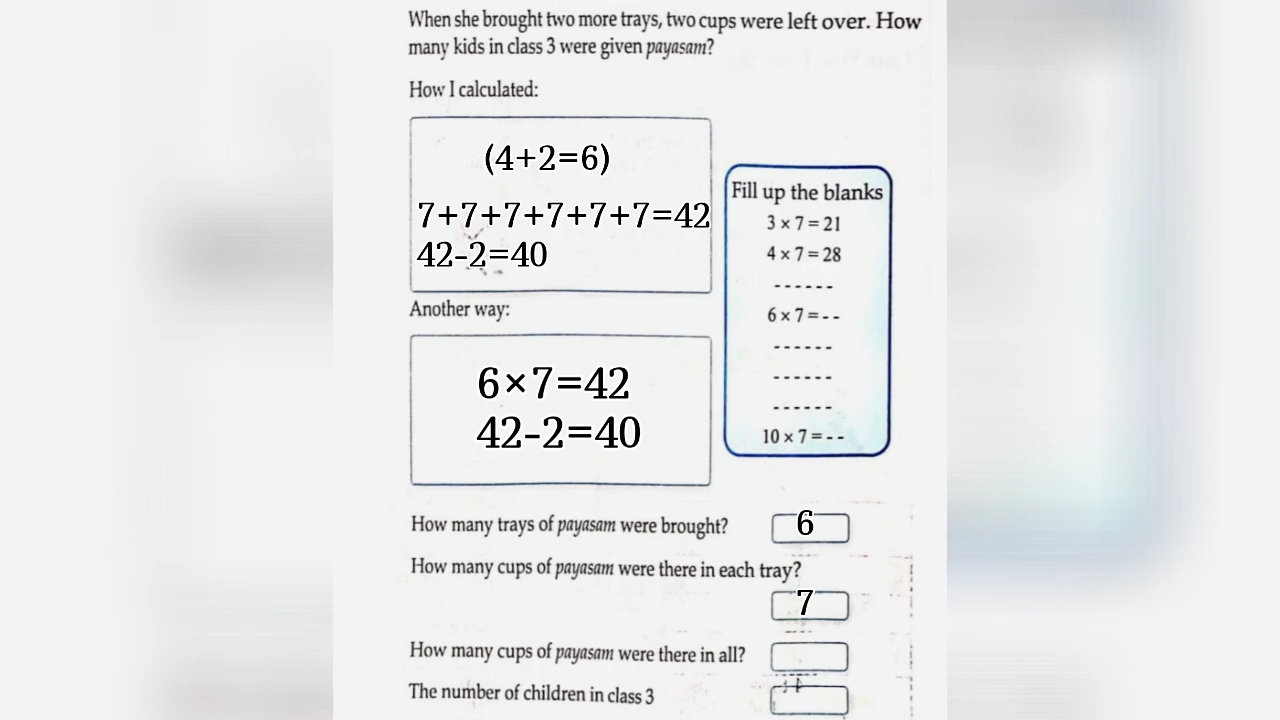 When she brought two more trays, two cups were left over. How
many kids in class 3 were given payasam?
How I calculated:
(4+2=6)
7+7+7+7+7+7=42
42-2=40
Another way:
6×7=42
42-2=40
Fill up the blanks
3 × 7 = 21
4 × 7 = 28
------
6 × 7 = --
------
------
------
10 × 7 = --
How many trays of payasam were brought?
6
How many cups of payasam were there in each tray?
7
How many cups of payasam were there in all?
The number of children in class 3